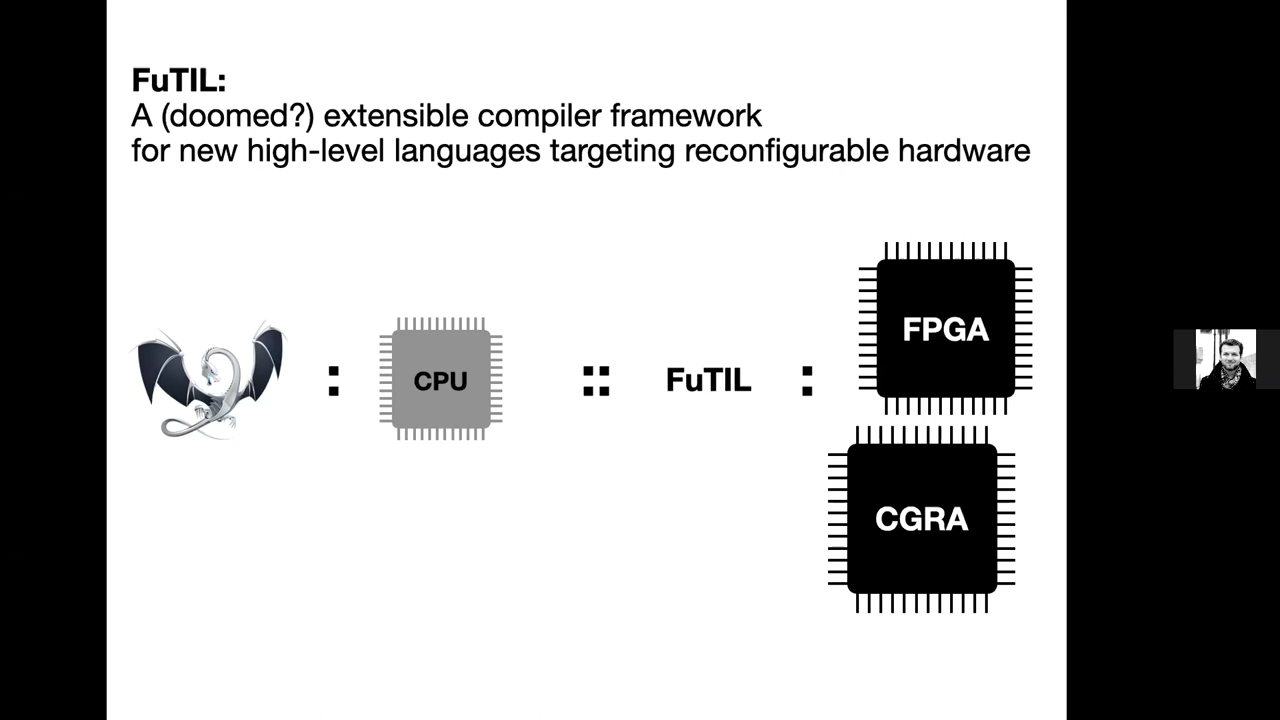 FuTIL:
A (doomed?) extensible compiler framework
for new high-level languages targeting reconfigurable hardware
CPU
:
::
FuTIL
:
FPGA
CGRA